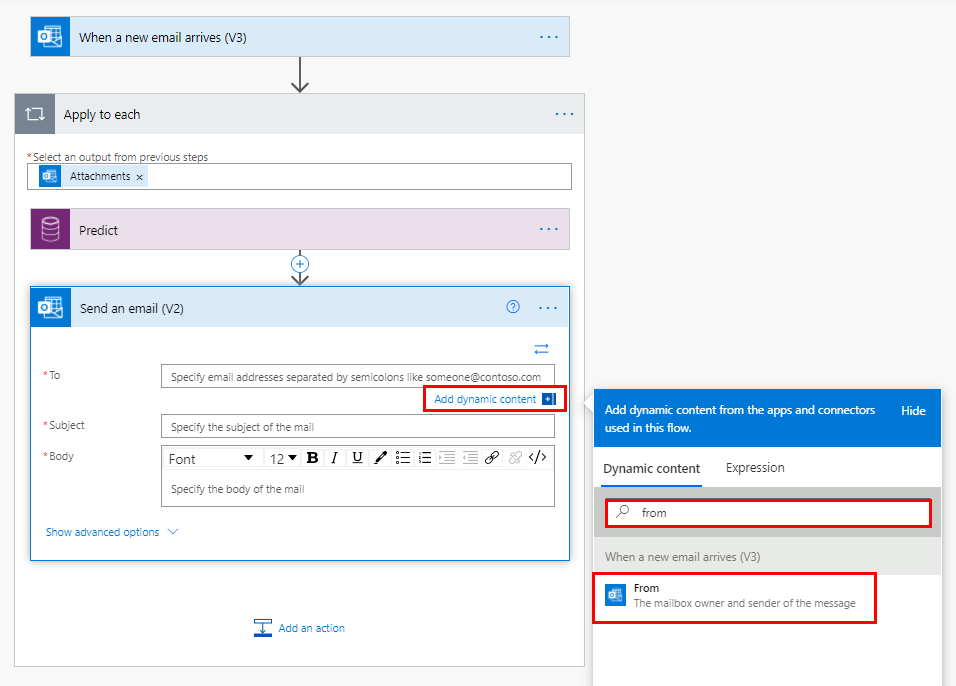 When a new email arrives (V3)
Apply to each
*Select an output from previous steps
Attachments ×
Predict
Send an email (V2)
*To
Specify email addresses separated by semicolons like someone@contoso.com
Add dynamic content
*Subject
Specify the subject of the mail
*Body
Font 12 B I U </>
Specify the body of the mail
Show advanced options
Add an action
Add dynamic content from the apps and connectors
used in this flow.
Hide
Dynamic content Expression
from
When a new email arrives (V3)
From
The mailbox owner and sender of the message